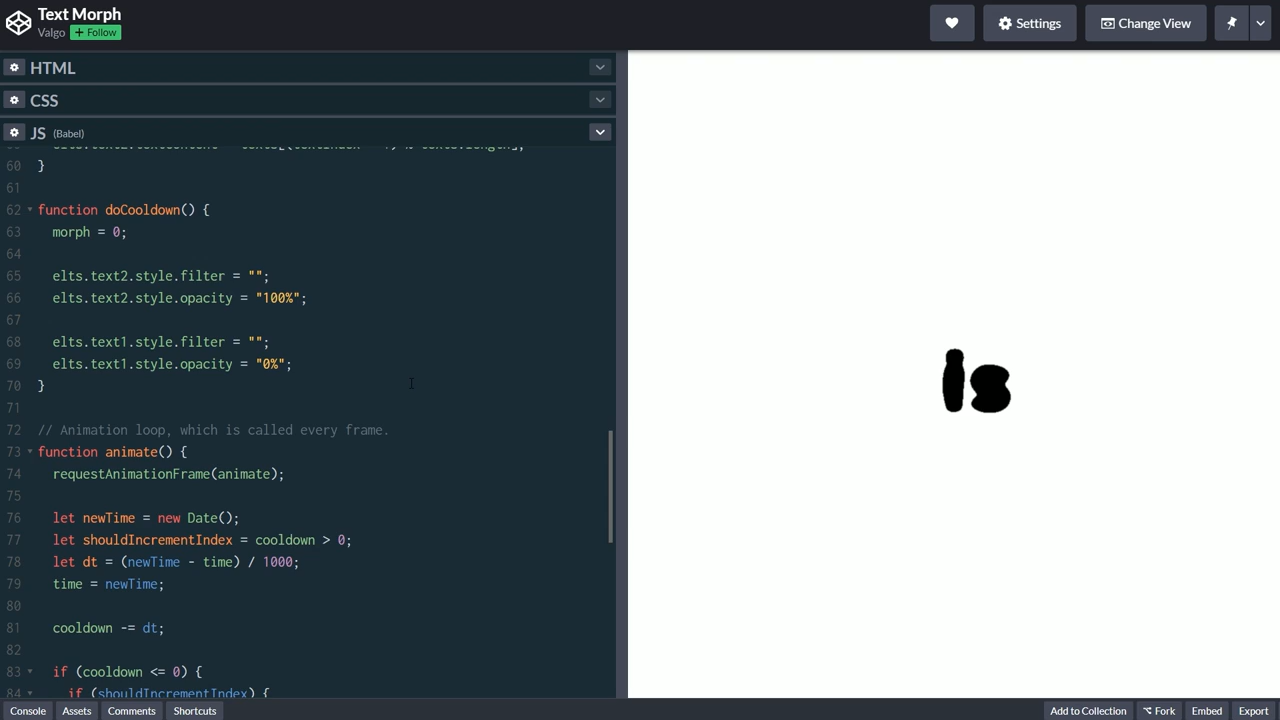 Text Morph
Valgo
+ Follow
Settings
Change View
HTML
CSS
JS (Babel)
60 }
61
62 function doCooldown() {
63 morph = 0;
64
65 elts.text2.style.filter = "";
66 elts.text2.style.opacity = "100%";
67
68 elts.text1.style.filter = "";
69 elts.text1.style.opacity = "0%";
70 }
71
72 // Animation loop, which is called every frame.
73 function animate() {
74 requestAnimationFrame(animate);
75
76 let newTime = new Date();
77 let shouldIncrementIndex = cooldown > 0;
78 let dt = (newTime - time) / 1000;
79 time = newTime;
80
81 cooldown -= dt;
82
83 if (cooldown <= 0) {
84 if (shouldIncrementIndex) {
Is
Console Assets Comments Shortcuts
Add to Collection Fork Embed Export